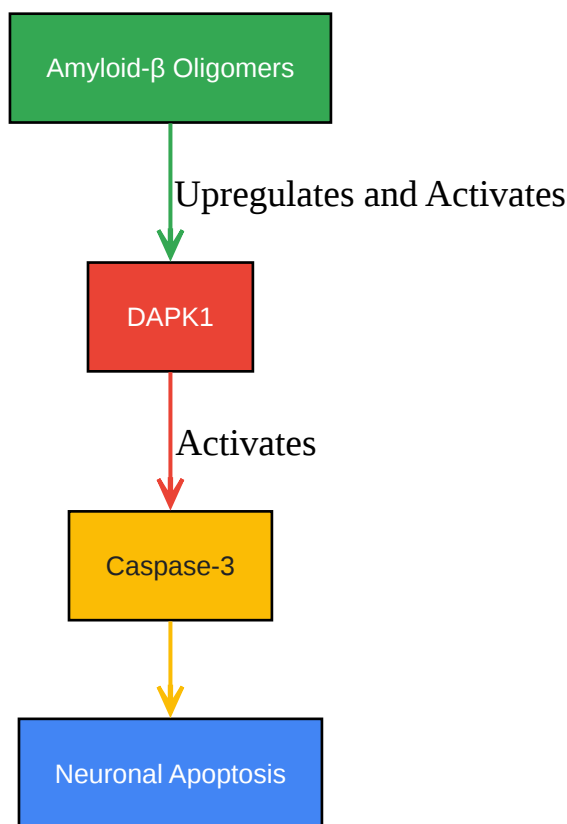 Amyloid-β Oligomers
Upregulates and Activates
DAPK1
Activates
Caspase-3
Neuronal Apoptosis